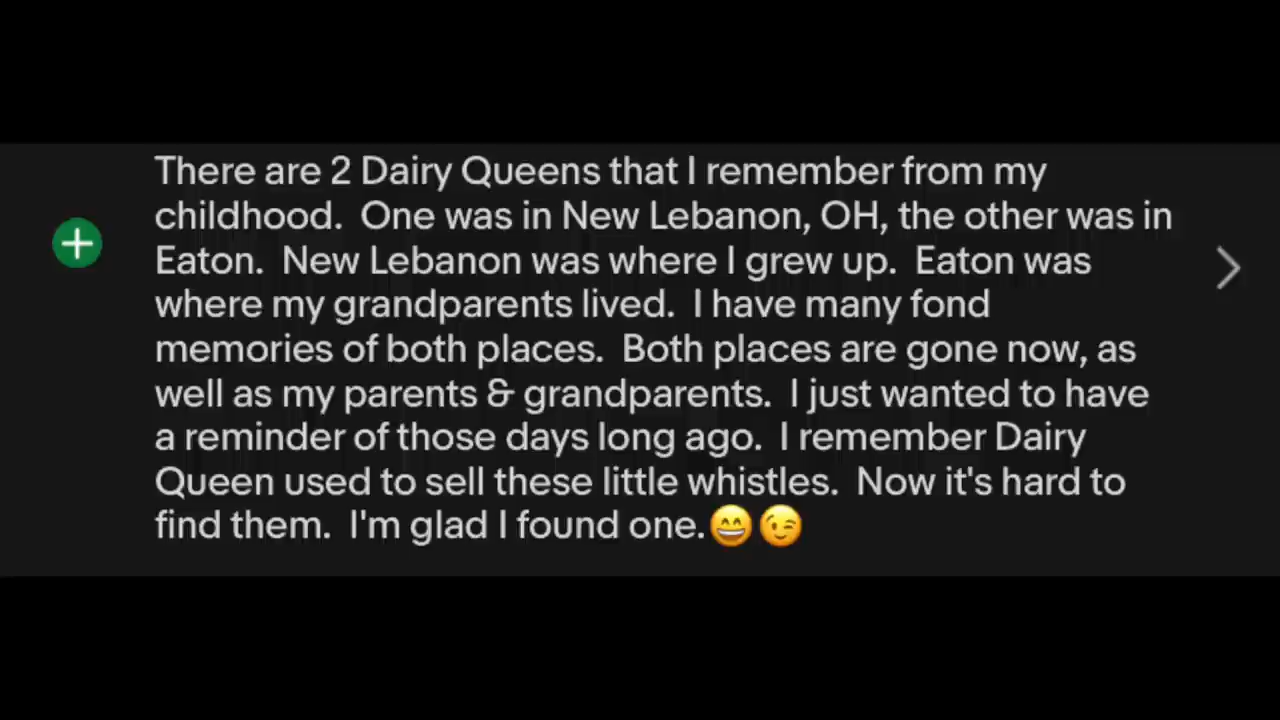 There are 2 Dairy Queens that I remember from my
childhood.  One was in New Lebanon, OH, the other was in
Eaton.  New Lebanon was where I grew up.  Eaton was
where my grandparents lived.  I have many fond
memories of both places.  Both places are gone now, as
well as my parents & grandparents.  I just wanted to have
a reminder of those days long ago.  I remember Dairy
Queen used to sell these little whistles.  Now it's hard to
find them.  I'm glad I found one.😄😉